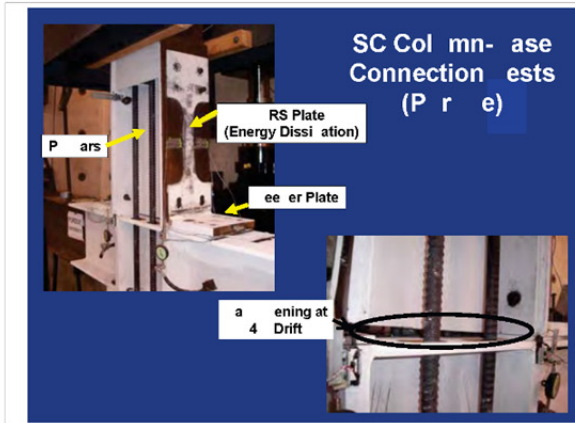 SC Col mn- ase
Connection ests
(P r e)
RS Plate
(Energy Dissi ation)
P ars
ee er Plate
a ening at
4 Drift